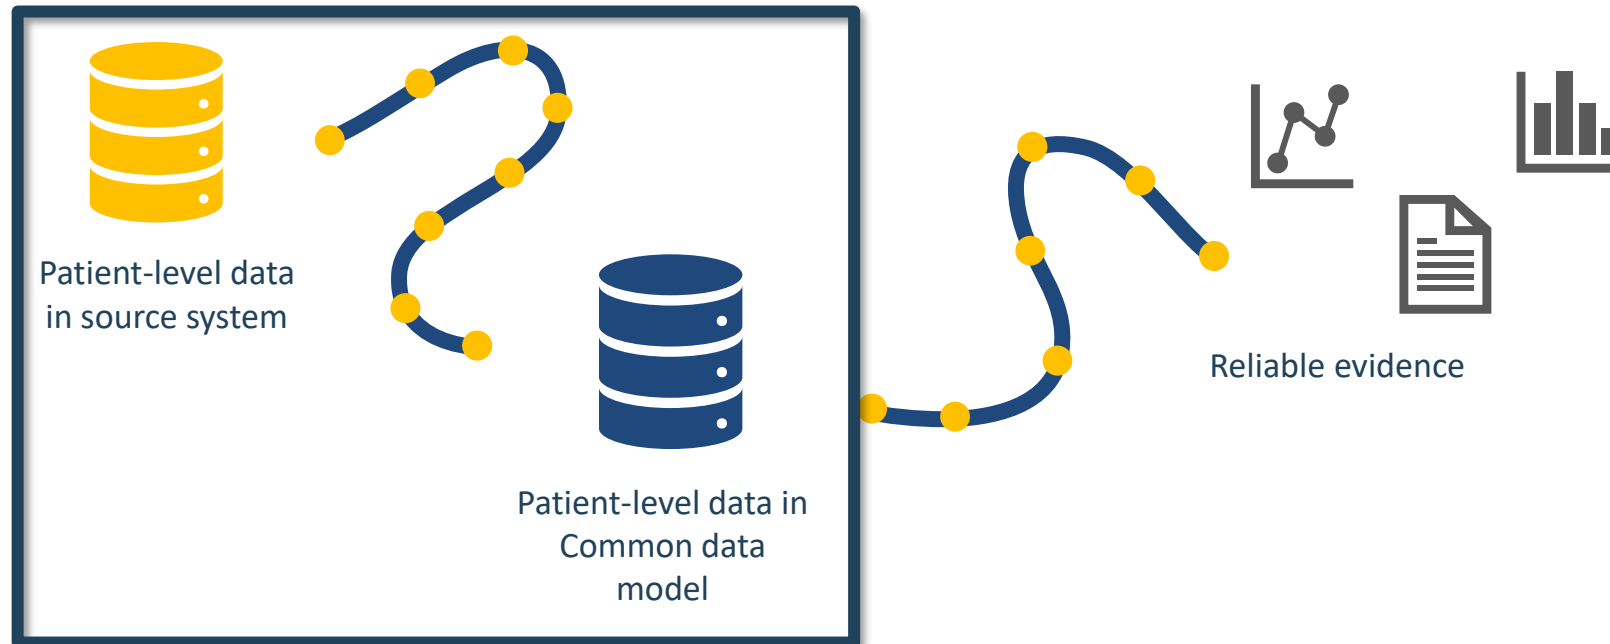 Patient-level data
in source system
Patient-level data in
Common data
model
Reliable evidence